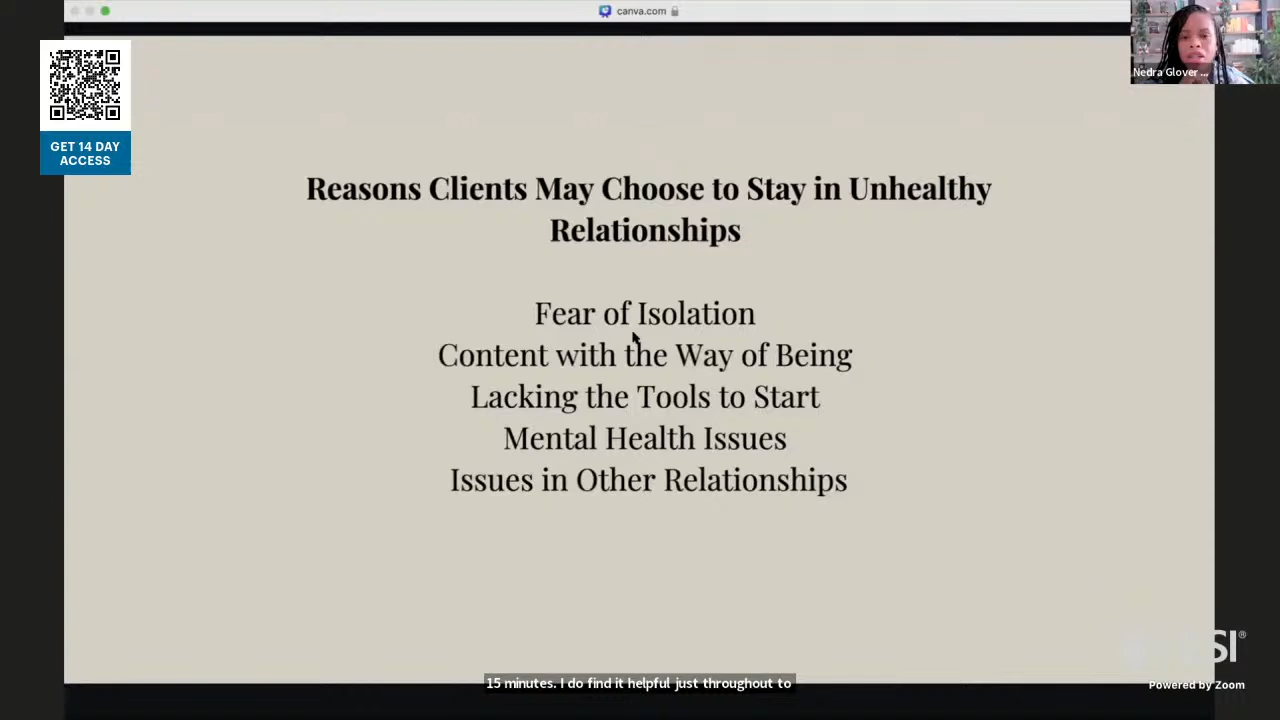 canva.com
Nedra Glover ...
GET 14 DAY
ACCESS
Reasons Clients May Choose to Stay in Unhealthy
Relationships
Fear of Isolation
Content with the Way of Being
Lacking the Tools to Start
Mental Health Issues
Issues in Other Relationships
15 minutes. I do find it helpful just throughout to
Powered by Zoom